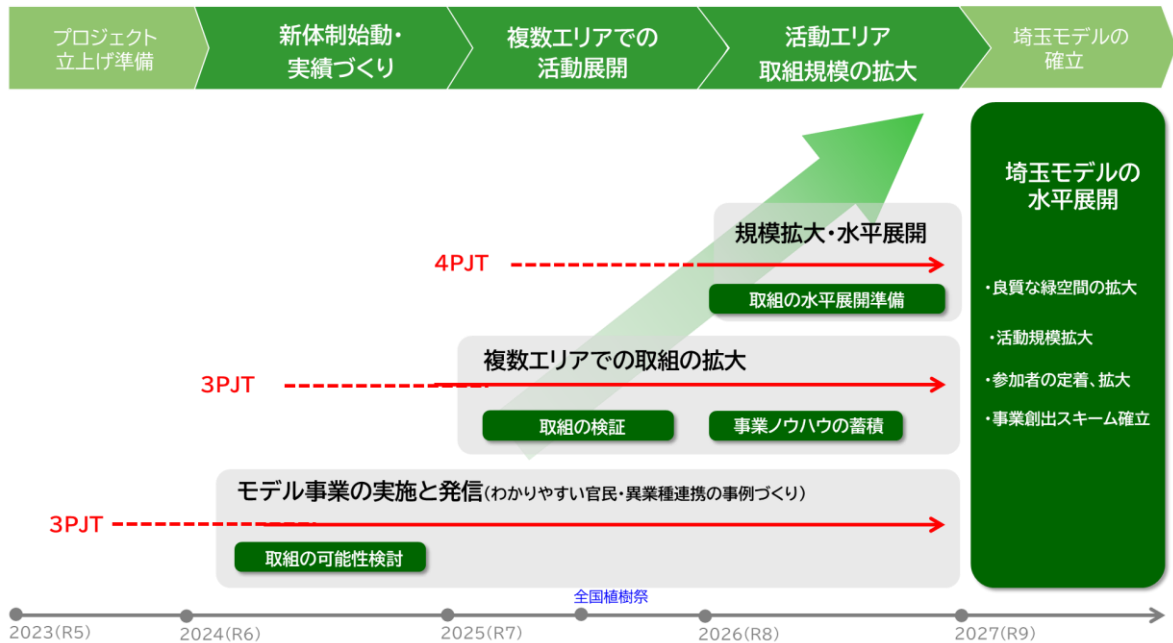 プロジェクト
立上げ準備
新体制始動・
実績づくり
複数エリアでの
活動展開
活動エリア
取組規模の拡大
埼玉モデルの
確立
埼玉モデルの
水平展開
・良質な緑空間の拡大
・活動規模拡大
・参加者の定着、拡大
・事業創出スキーム確立
規模拡大・水平展開
4PJT
取組の水平展開準備
複数エリアでの取組の拡大
3PJT
取組の検証
事業ノウハウの蓄積
モデル事業の実施と発信(わかりやすい官民・異業種連携の事例づくり)
3PJT
取組の可能性検討
全国植樹祭
2023(R5)
2024(R6)
2025(R7)
2026(R8)
2027(R9)